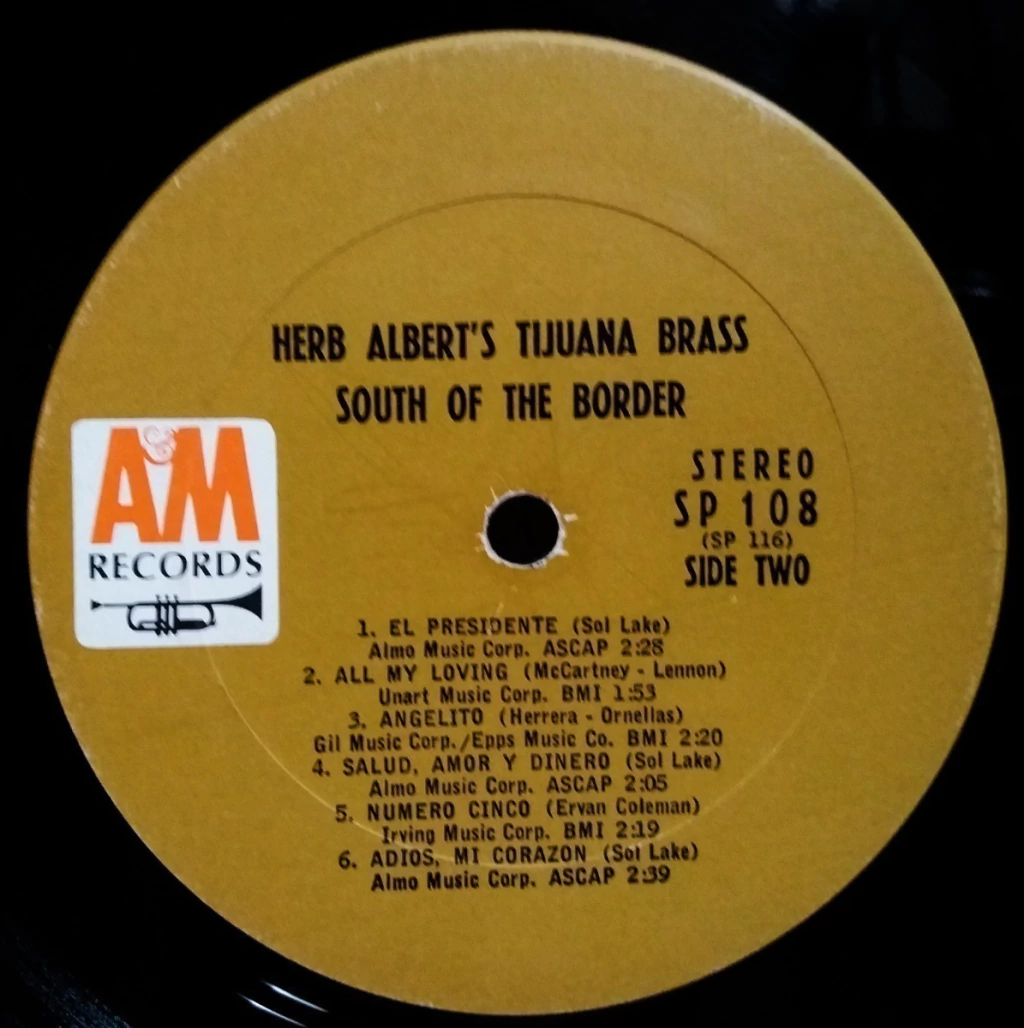 HERB ALBERT'S TIJUANA BRASS
SOUTH OF THE BORDER
A&M
RECORDS
STEREO
SP 108
(SP 116)
SIDE TWO
1. EL PRESIDENTE (Sol Lake)
Almo Music Corp. ASCAP 2:28
2. ALL MY LOVING (McCartney - Lennon)
Unart Music Corp. BMI 1:53
3. ANGELITO (Herrera - Ornellas)
Gil Music Corp./Epps Music Co. BMI 2:20
4. SALUD, AMOR Y DINERO (Sol Lake)
Almo Music Corp. ASCAP 2:05
5. NUMERO CINCO (Ervan Coleman)
Irving Music Corp. BMI 2:19
6. ADIOS, MI CORAZON (Sol Lake)
Almo Music Corp. ASCAP 2:39